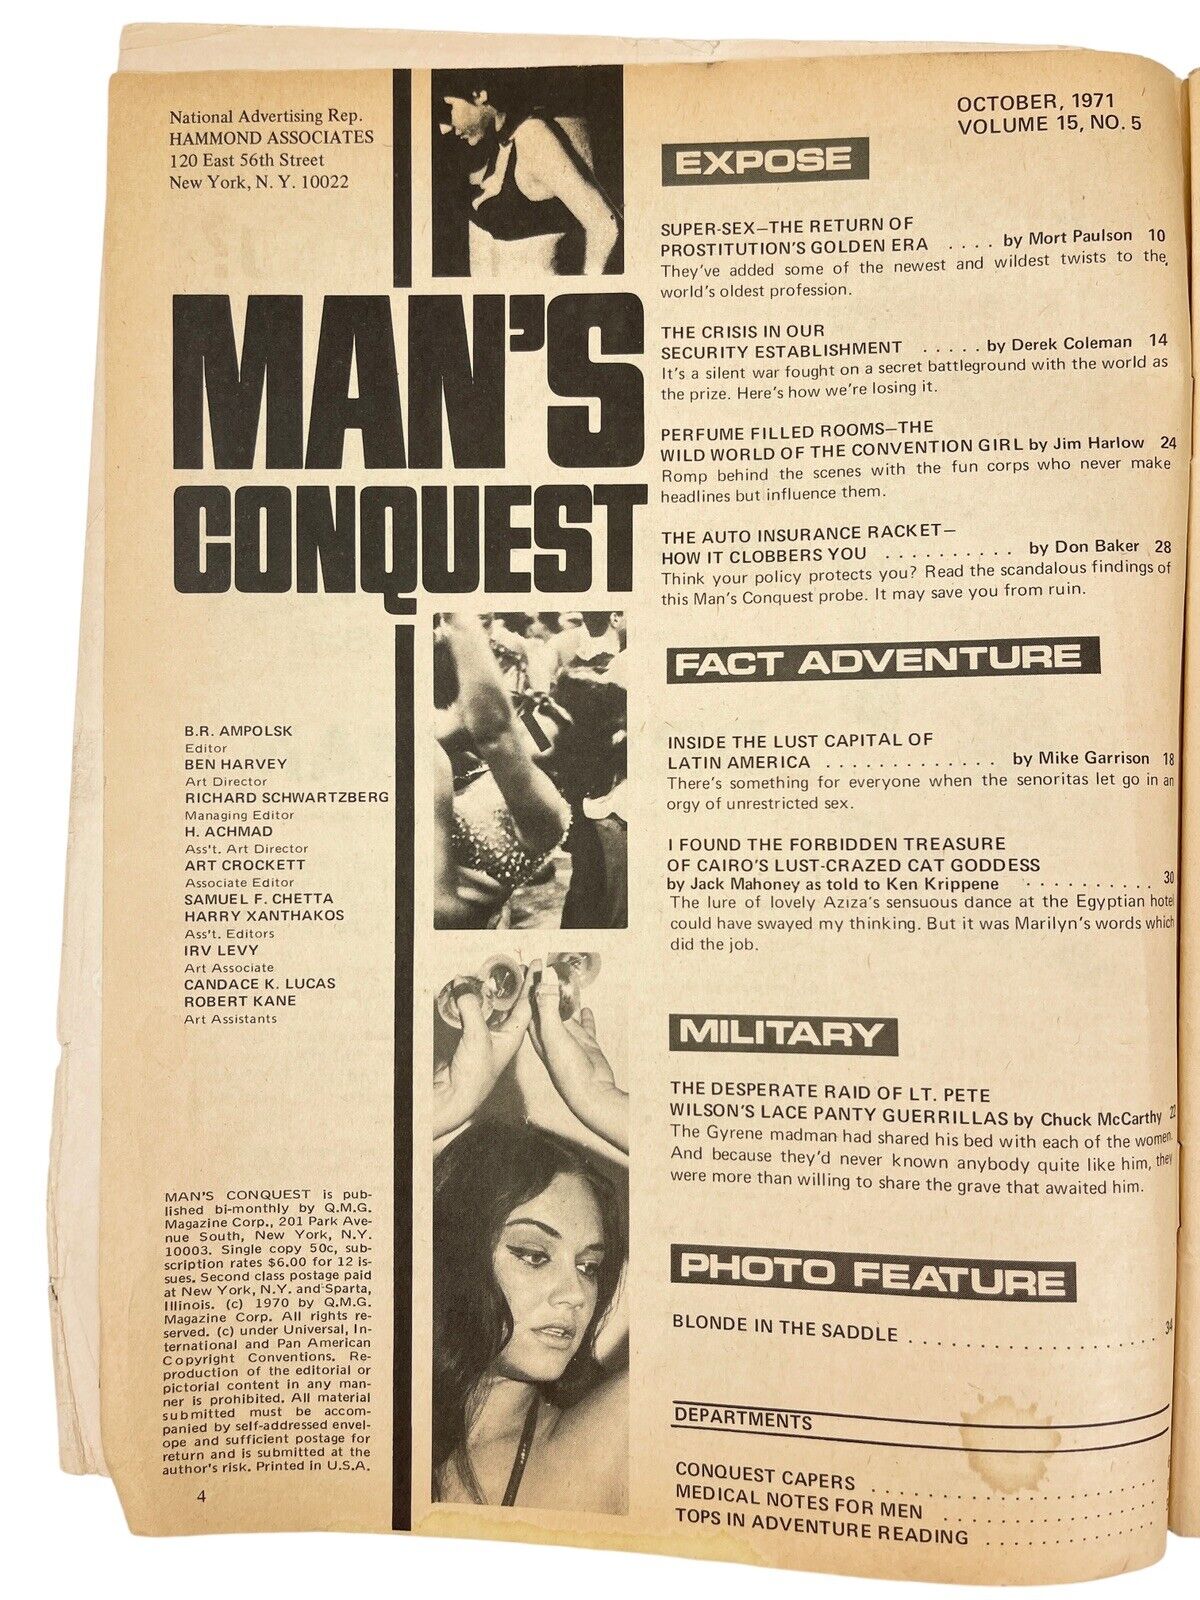 National Advertising Rep.
HAMMOND ASSOCIATES
120 East 56th Street
New York, N. Y. 10022
MAN'S
CONQUEST
B.R. AMPOLSK
Editor
BEN HARVEY
Art Director
RICHARD SCHWARTZBERG
Managing Editor
H. ACHMAD
Ass't. Art Director
ART CROCKETT
Associate Editor
SAMUEL F. CHETTA
HARRY XANTHAKOS
Ass't. Editors
IRV LEVY
Art Associate
CANDACE K. LUCAS
ROBERT KANE
Art Assistants
MAN'S CONQUEST is pub-
lished bi-monthly by Q.M.G.
Magazine Corp., 201 Park Ave-
nue South, New York, N.Y.
10003. Single copy 50c, sub-
scription rates $6.00 for 12 is-
sues. Second class postage paid
at New York, N.Y. and Sparta,
Illinois. (c) 1970 by Q.M.G.
Magazine Corp. All rights re-
served. (c) under Universal, In-
ternational and Pan American
Copyright Conventions. Re-
production of the editorial or
pictorial content in any man-
ner is prohibited. All material
submitted must be accom-
panied by self-addressed envel-
ope and sufficient postage for
return and is submitted at the
author's risk. Printed in U.S.A.
4
OCTOBER, 1971
VOLUME 15, NO. 5
EXPOSE
SUPER-SEX—THE RETURN OF
PROSTITUTION'S GOLDEN ERA . . . . by Mort Paulson 10
They've added some of the newest and wildest twists to the
world's oldest profession.
THE CRISIS IN OUR
SECURITY ESTABLISHMENT . . . . . by Derek Coleman 14
It's a silent war fought on a secret battleground with the world as
the prize. Here's how we're losing it.
PERFUME FILLED ROOMS—THE
WILD WORLD OF THE CONVENTION GIRL by Jim Harlow 24
Romp behind the scenes with the fun corps who never make
headlines but influence them.
THE AUTO INSURANCE RACKET—
HOW IT CLOBBERS YOU . . . . . . . . . . by Don Baker 28
Think your policy protects you? Read the scandalous findings of
this Man's Conquest probe. It may save you from ruin.
FACT ADVENTURE
INSIDE THE LUST CAPITAL OF
LATIN AMERICA . . . . . . . . . . . . . by Mike Garrison 18
There's something for everyone when the senoritas let go in an
orgy of unrestricted sex.
I FOUND THE FORBIDDEN TREASURE
OF CAIRO'S LUST-CRAZED CAT GODDESS
by Jack Mahoney as told to Ken Krippene . . . . . . . . . . 30
The lure of lovely Aziza's sensuous dance at the Egyptian hotel
could have swayed my thinking. But it was Marilyn's words which
did the job.
MILITARY
THE DESPERATE RAID OF LT. PETE
WILSON'S LACE PANTY GUERRILLAS by Chuck McCarthy 22
The Gyrene madman had shared his bed with each of the women.
And because they'd never known anybody quite like him, they
were more than willing to share the grave that awaited him.
PHOTO FEATURE
BLONDE IN THE SADDLE . . . . . . . . . . . . . . . . . 34
DEPARTMENTS
CONQUEST CAPERS . . . . . . . . . . . . . . . . . . . .
MEDICAL NOTES FOR MEN . . . . . . . . . . . . . .
TOPS IN ADVENTURE READING . . . . . . . . . . .